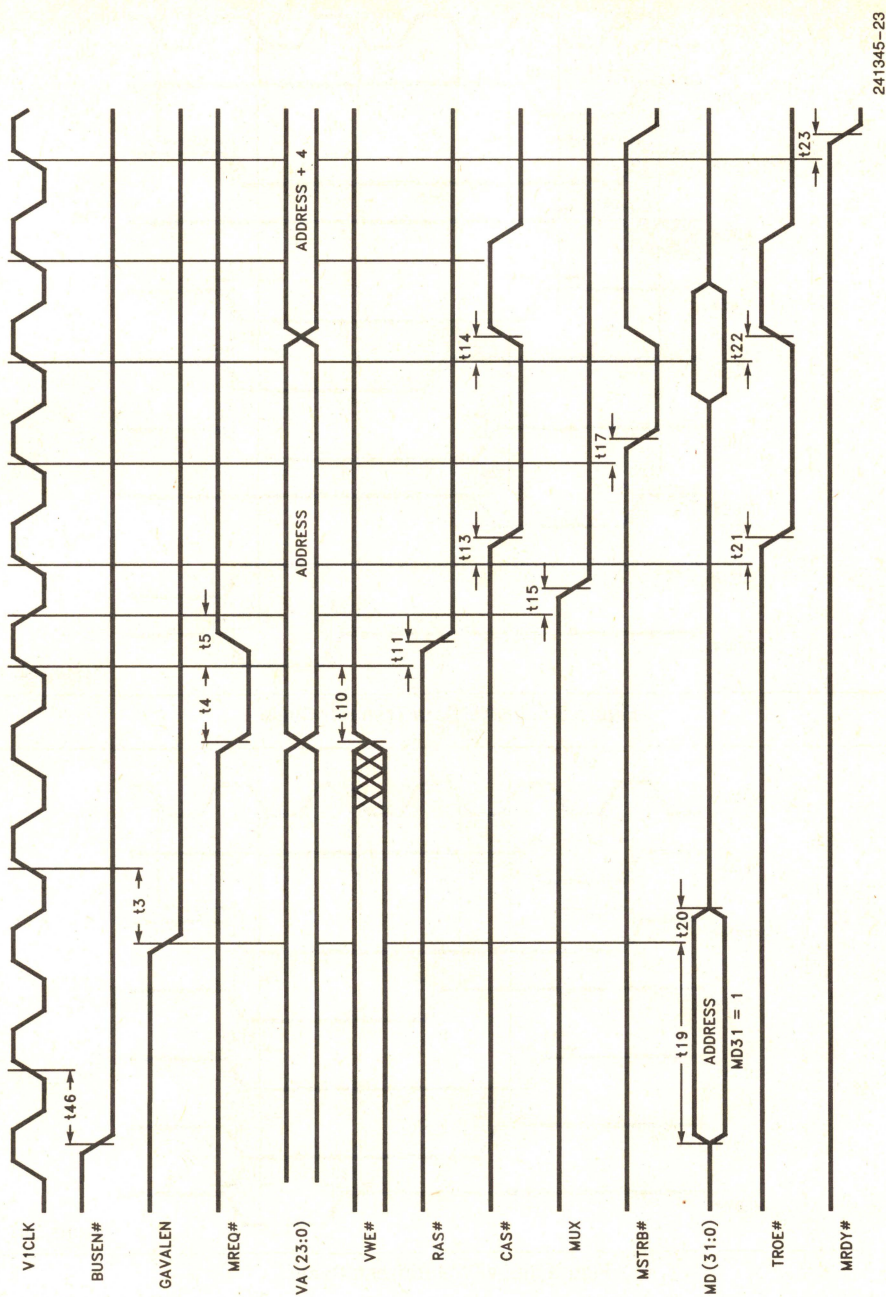 V1CLK
BUSEN#
t46
GAVALEN
t3
MREQ#
t4
t5
VA (23:0)
ADDRESS
ADDRESS + 4
VWE#
t10
RAS#
t11
CAS#
t13
t14
MUX
t15
MSTRB#
t17
MD (31:0)
t19
t20
ADDRESS
MD31 = 1
TROE#
t21
t22
MRDY#
t23
241345-23